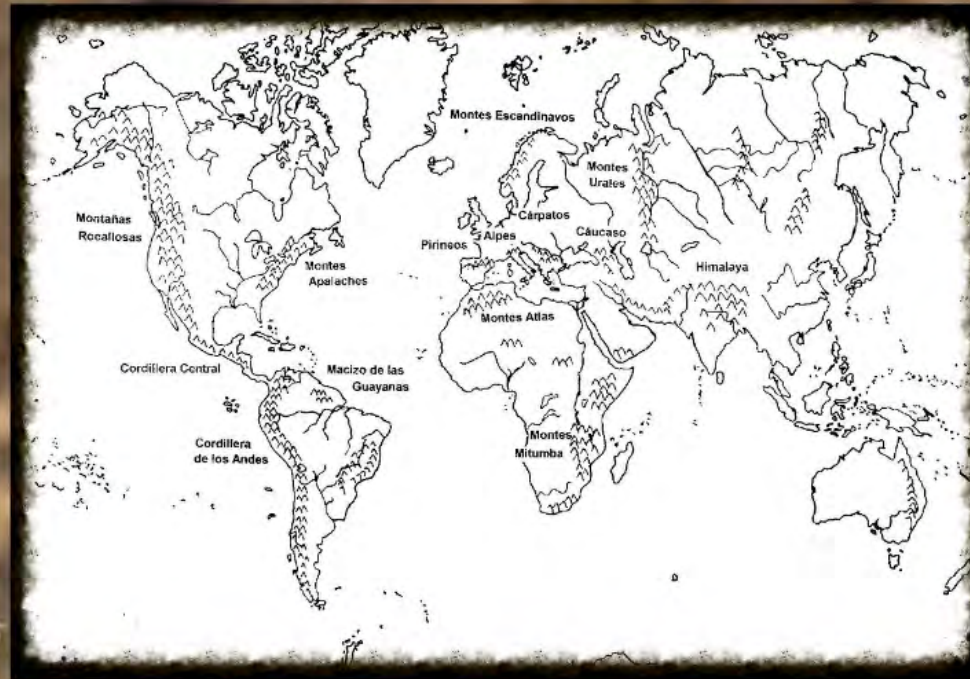 Montes Escandinavos
Montes
Urales
Cárpatos
Alpes
Cáucaso
Pirineos
Montañas
Rocallosas
Montes
Apalaches
Himalaya
Montes Atlas
Cordillera Central
Macizo de las
Guayanas
Cordillera
de los Andes
Montes
Mitumba